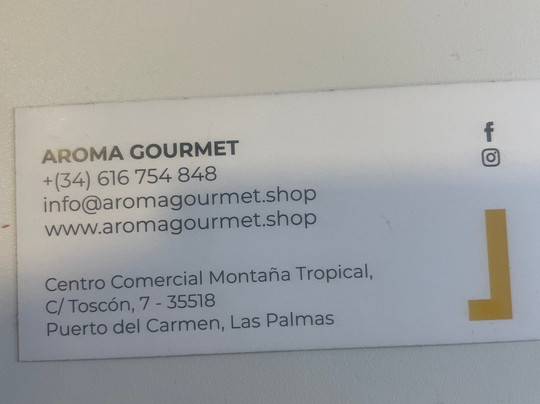 AROMA GOURMET
+(34) 616 754 848
info@aromagourmet.shop
www.aromagourmet.shop
Centro Comercial Montaña Tropical,
C/ Toscón, 7 - 35518
Puerto del Carmen, Las Palmas